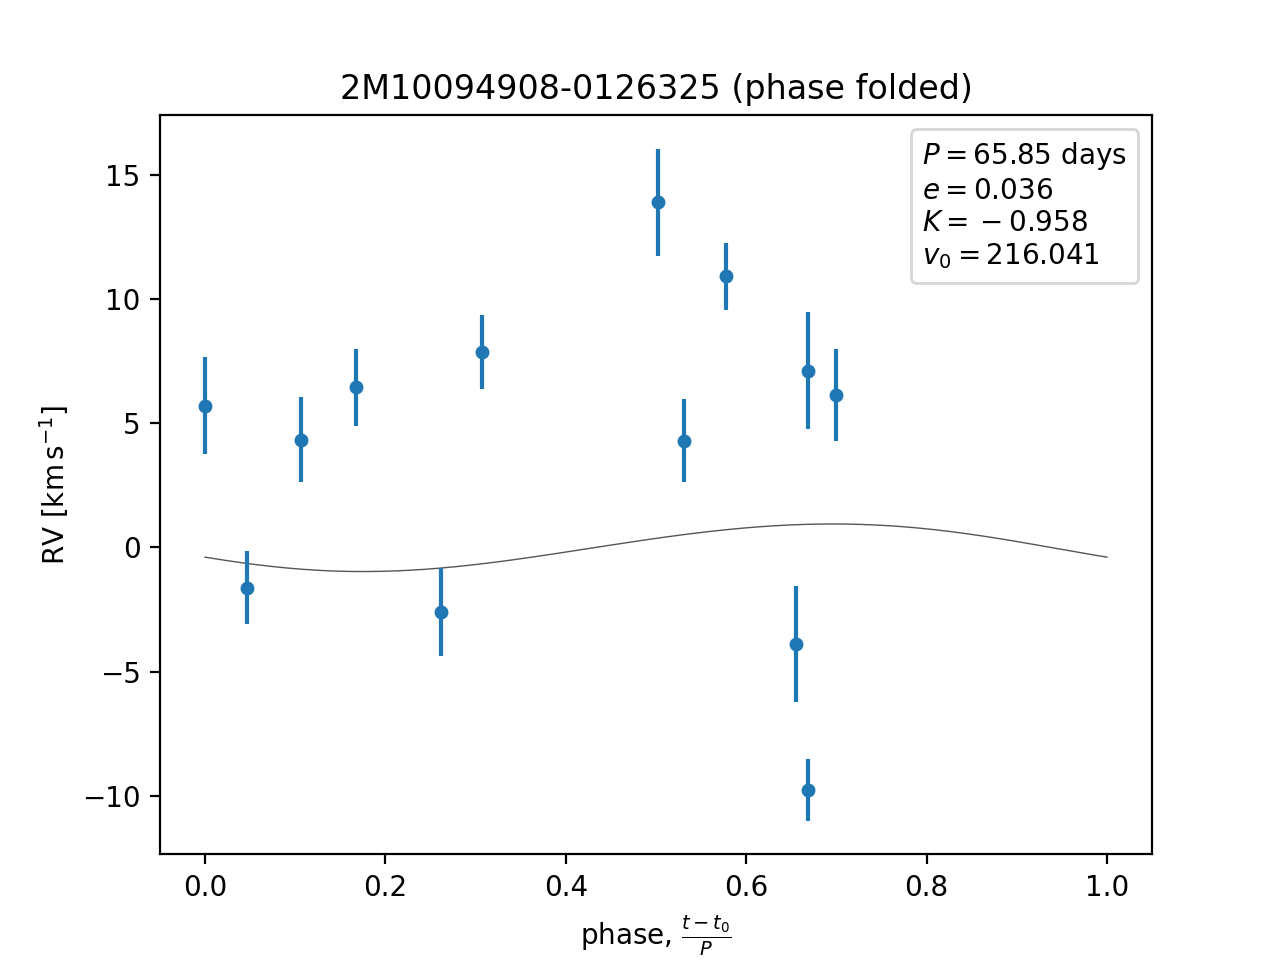 2M10094908-0126325 (phase folded)
P = 65.85 days
e = 0.036
K = −0.958
v₀ = 216.041
RV [km s⁻¹]
15
10
5
0
−5
−10
0.0 0.2 0.4 0.6 0.8 1.0
phase, (t − t₀)/P